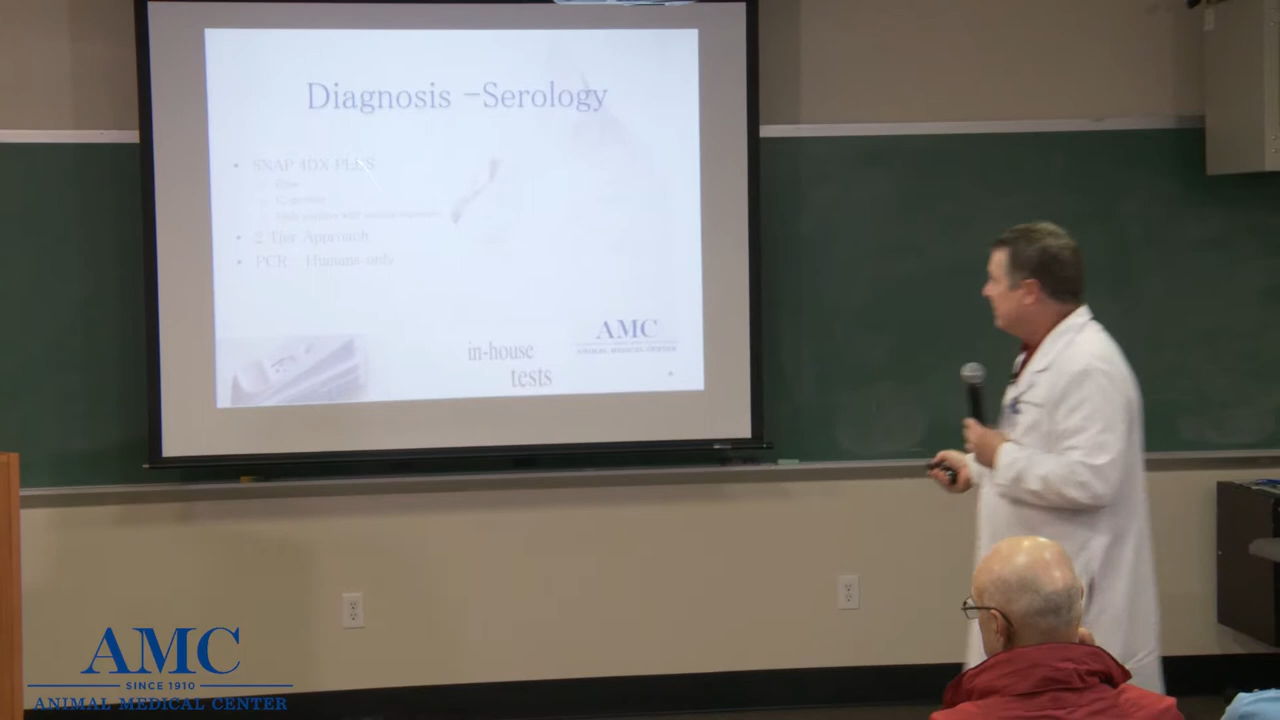 Diagnosis –Serology
• SNAP 4DX PLUS
• 2 Tier Approach
• PCR – Humans only
in-house
tests
AMC
ANIMAL MEDICAL CENTER
AMC
SINCE 1910
ANIMAL MEDICAL CENTER